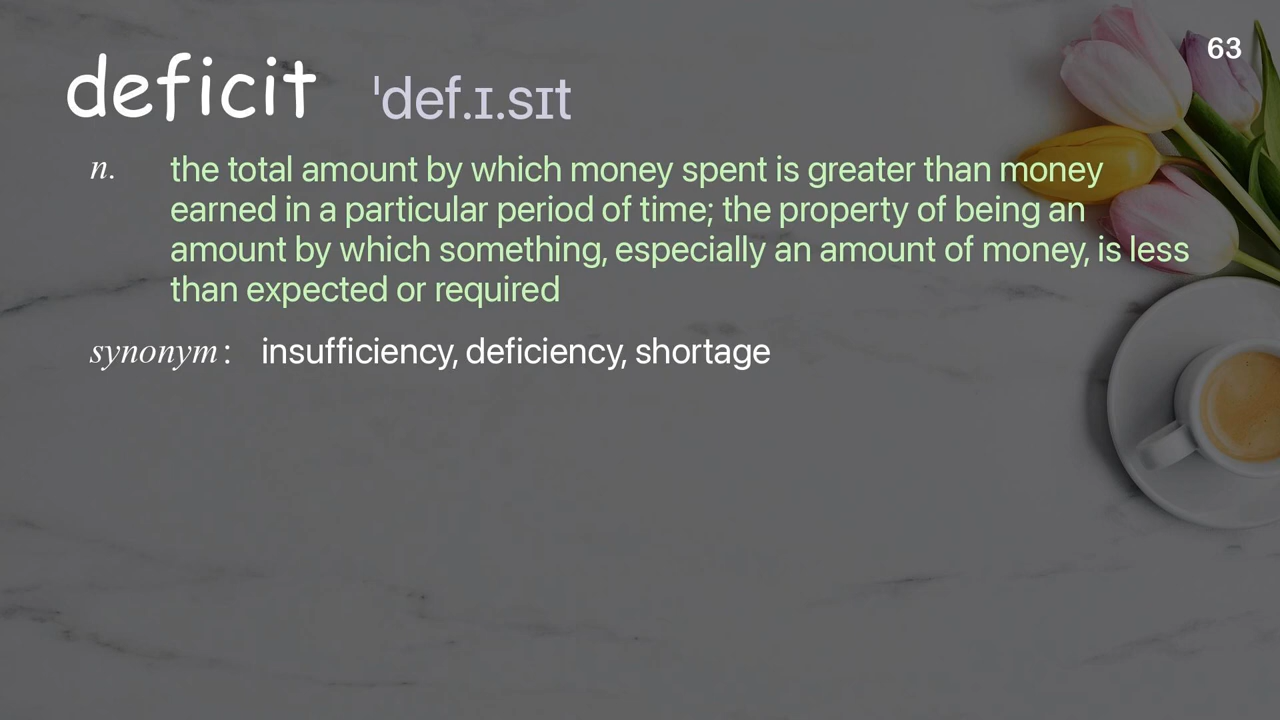 63
deficit ˈdef.ɪ.sɪt
n. the total amount by which money spent is greater than money
earned in a particular period of time; the property of being an
amount by which something, especially an amount of money, is less
than expected or required
synonym: insufficiency, deficiency, shortage